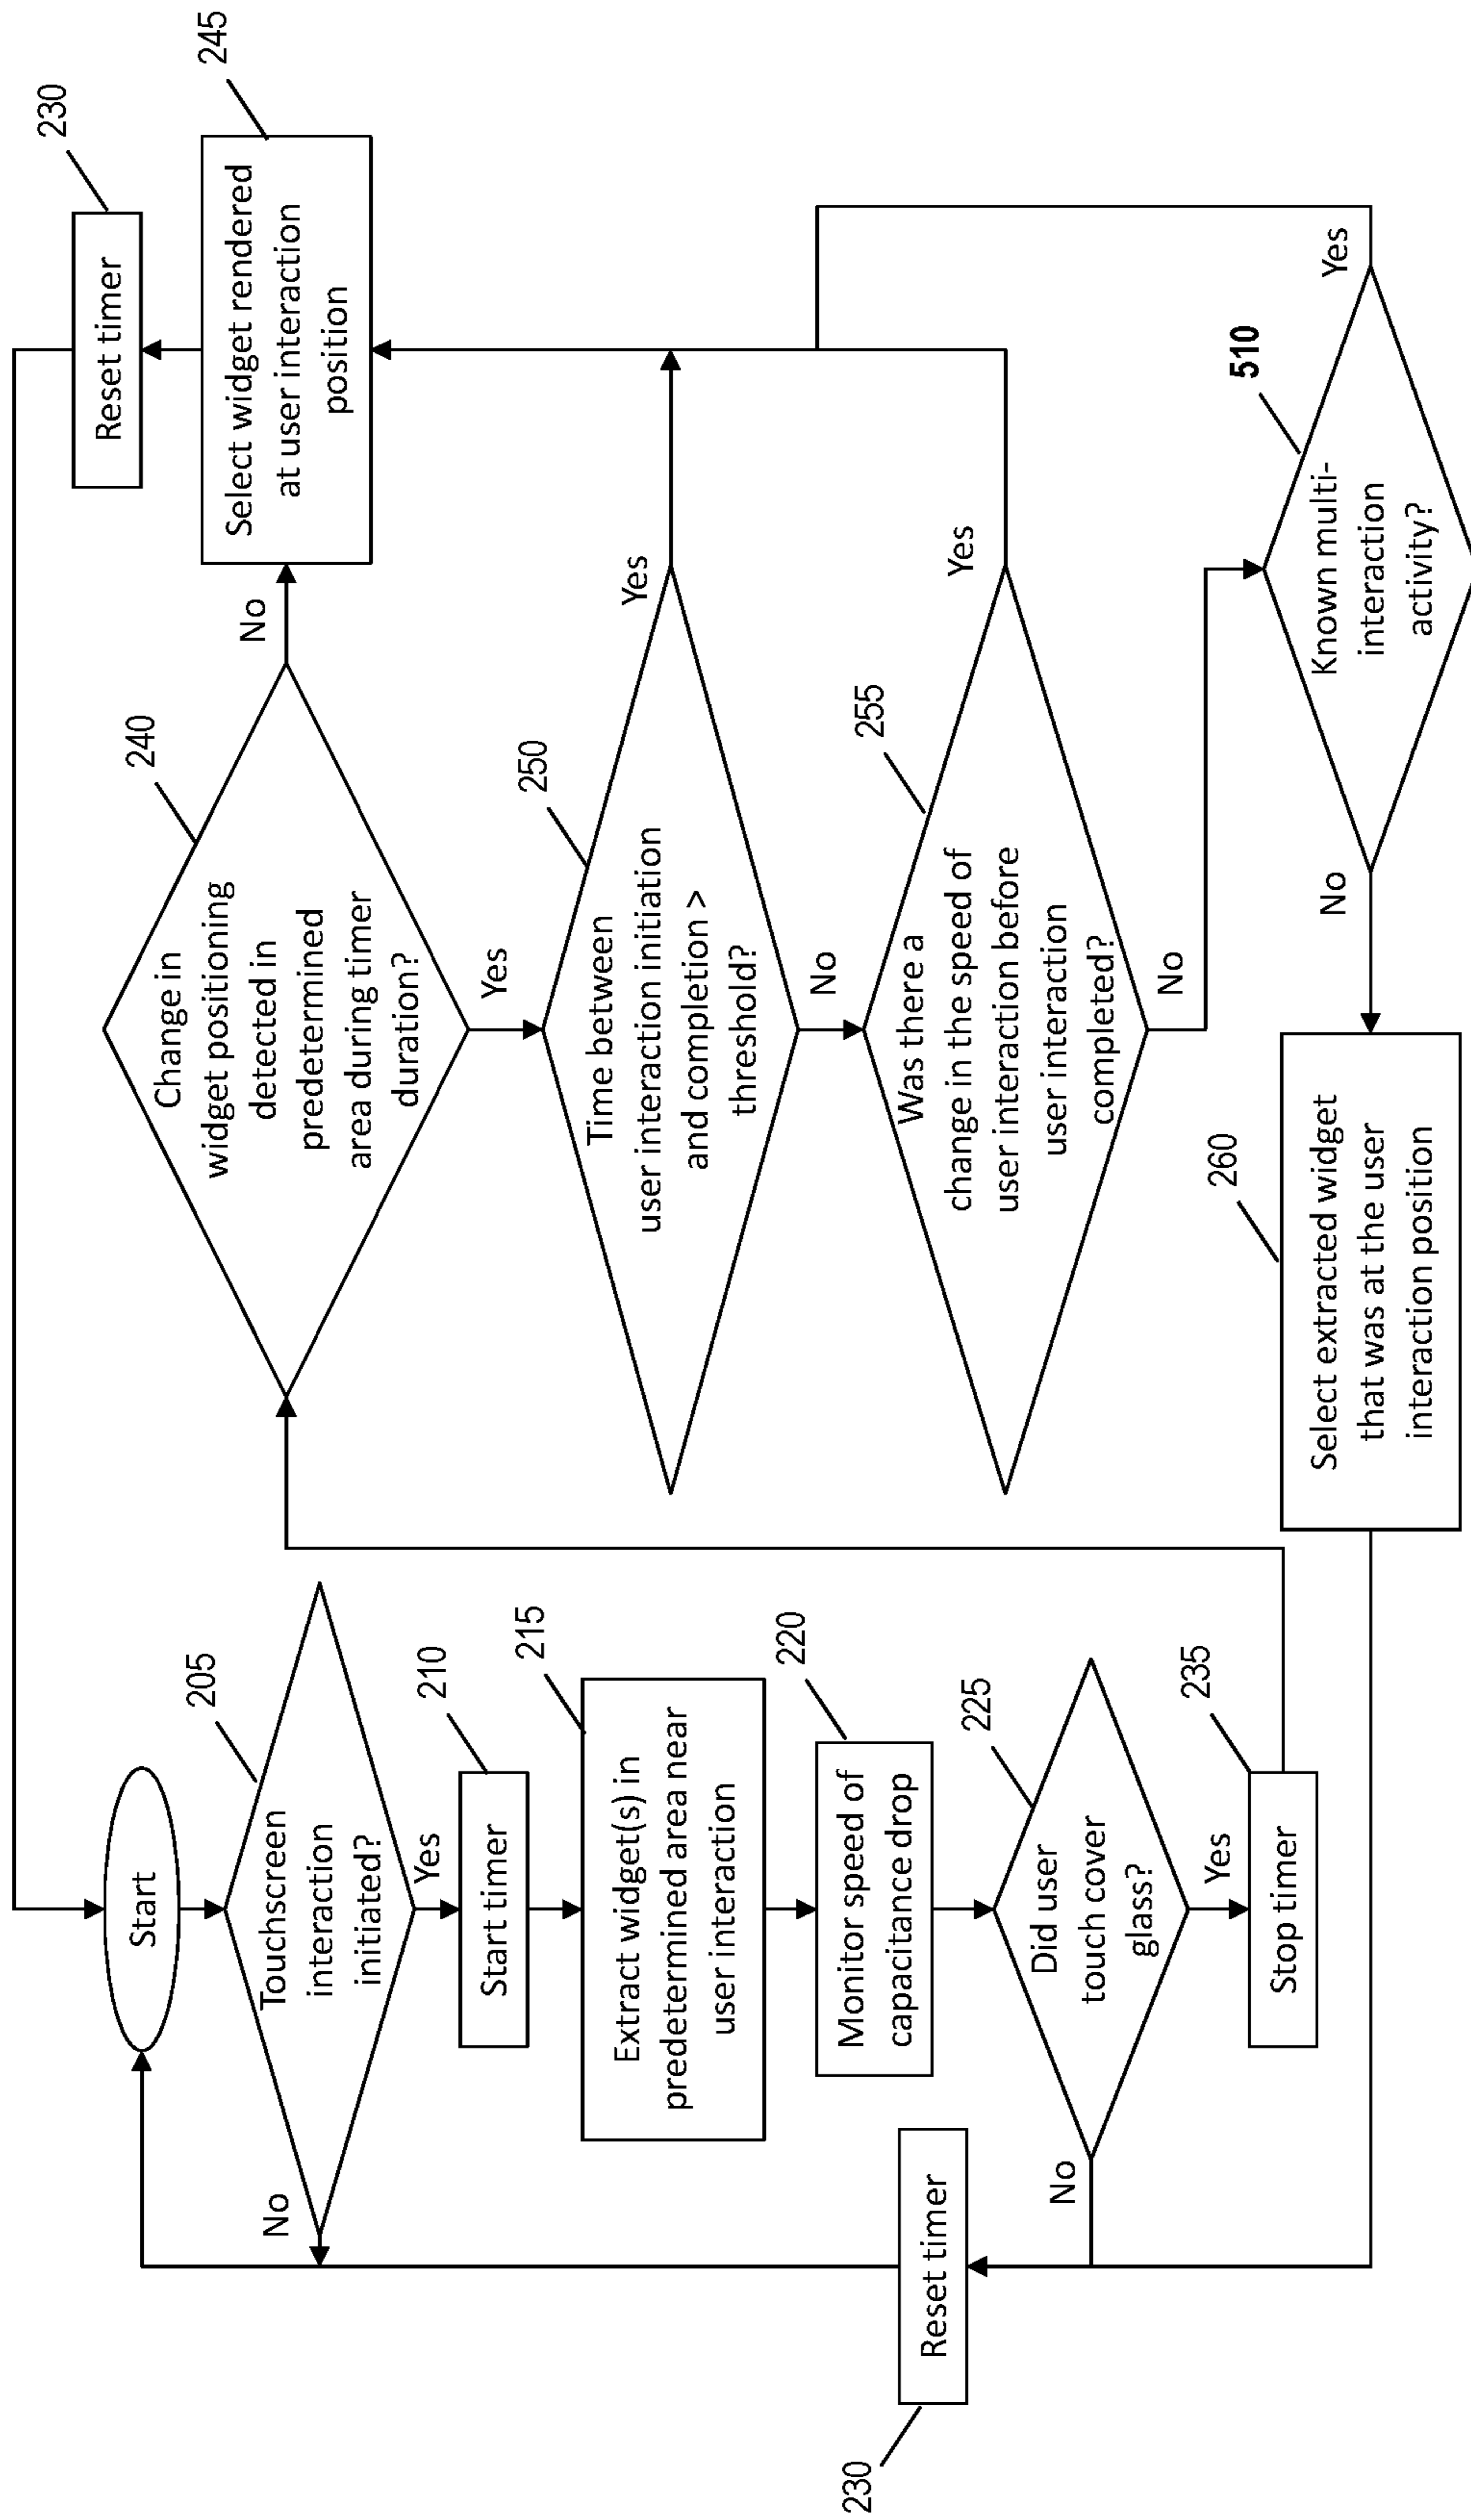 Start
205
Touchscreen
interaction
initiated?
No
Yes
210
Start timer
215
Extract widget(s) in
predetermined area near
user interaction
220
Monitor speed of
capacitance drop
225
Did user
touch cover
glass?
No
Yes
230
Reset timer
235
Stop timer
240
Change in
widget positioning
detected in
predetermined
area during timer
duration?
No
Yes
230
Reset timer
245
Select widget rendered
at user interaction
position
250
Time between
user interaction initiation
and completion >
threshold?
Yes
No
255
Was there a
change in the speed of
user interaction before
user interaction
completed?
Yes
No
510
Known multi-
interaction
activity?
Yes
No
260
Select extracted widget
that was at the user
interaction position